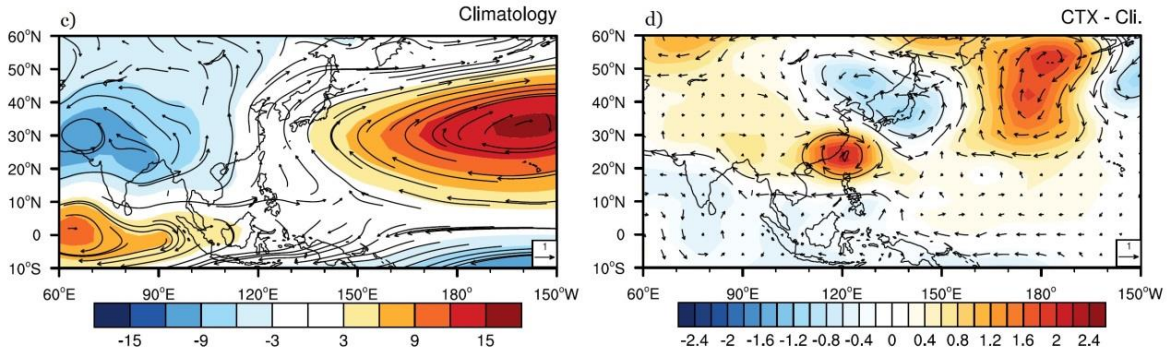 c) Climatology
60°N
50°N
40°N
30°N
20°N
10°N
0
10°S
1
60°E 90°E 120°E 150°E 180° 150°W
-15 -9 -3 3 9 15
d) CTX - Cli.
60°N
50°N
40°N
30°N
20°N
10°N
0
10°S
1
60°E 90°E 120°E 150°E 180° 150°W
-2.4 -2 -1.6 -1.2 -0.8 -0.4 0 0.4 0.8 1.2 1.6 2 2.4